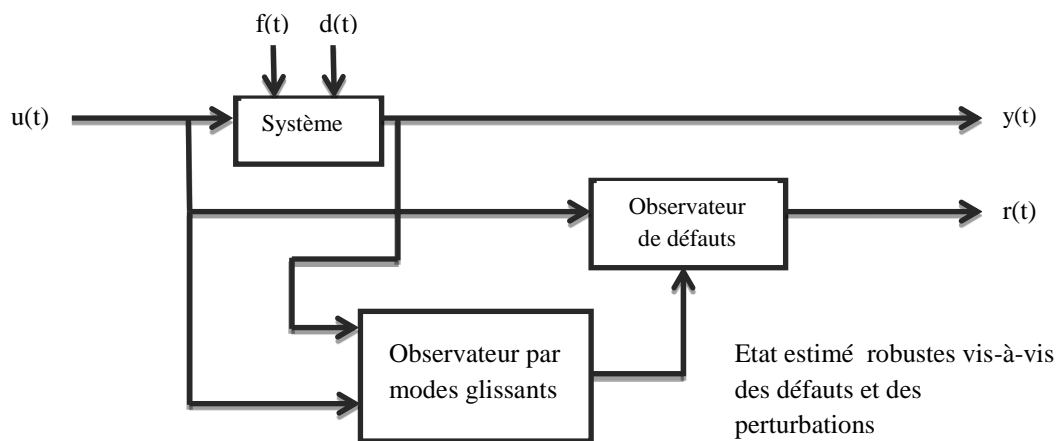 f(t) d(t)
u(t)
Système
y(t)
Observateur
de défauts
r(t)
Observateur par
modes glissants
Etat estimé robustes vis-à-vis
des défauts et des
perturbations